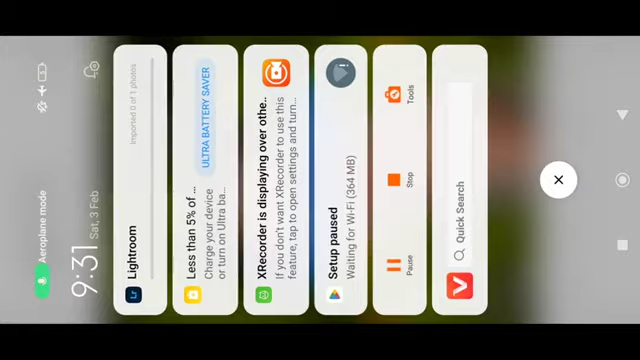 Aeroplane mode
9:31 Sat, 3 Feb
Lightroom
Imported 0 of 1 photos
Less than 5% of ...
Charge your device
or turn on Ultra ba...
ULTRA BATTERY SAVER
XRecorder is displaying over othe..
If you don't want XRecorder to use this
feature, tap to open settings and turn...
Setup paused
Waiting for Wi-Fi (364 MB)
Pause
Stop
Tools
Quick Search